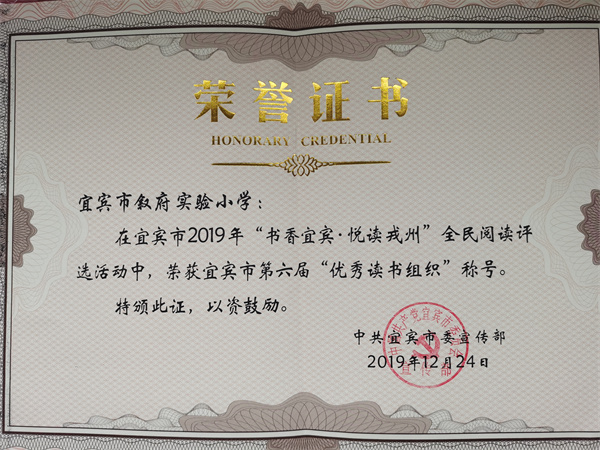 荣誉证书
HONORARY CREDENTIAL
宜宾市叙府实验小学：
在宜宾市2019年“书香宜宾·悦读戎州”全民阅读评
选活动中，荣获宜宾市第六届“优秀读书组织”称号。
特颁此证，以资鼓励。
中共宜宾市委宣传部
2019年12月24日